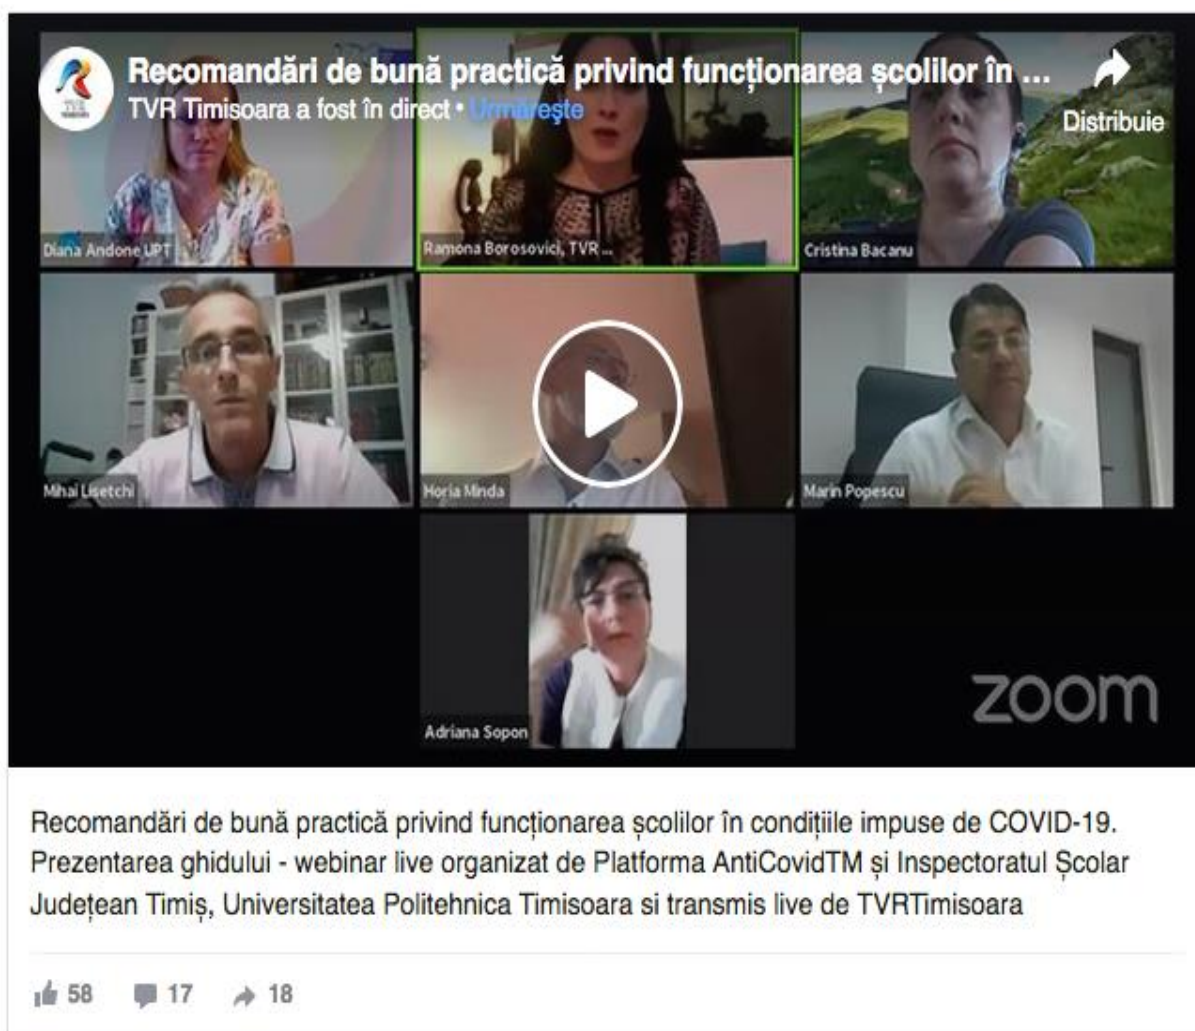 Recomandări de bună practică privind funcționarea școlilor în ...
TVR Timisoara a fost în direct • Urmărește
Distribuie
Diana Andone UPT
Ramona Borosovici, TVR ...
Cristina Bacanu
Mihai Lisetchi
Horia Minda
Marin Popescu
Adriana Sopon
zoom
Recomandări de bună practică privind funcționarea școlilor în condițiile impuse de COVID-19.
Prezentarea ghidului - webinar live organizat de Platforma AntiCovidTM și Inspectoratul Școlar
Județean Timiș, Universitatea Politehnica Timisoara si transmis live de TVRTimisoara
58 17 18